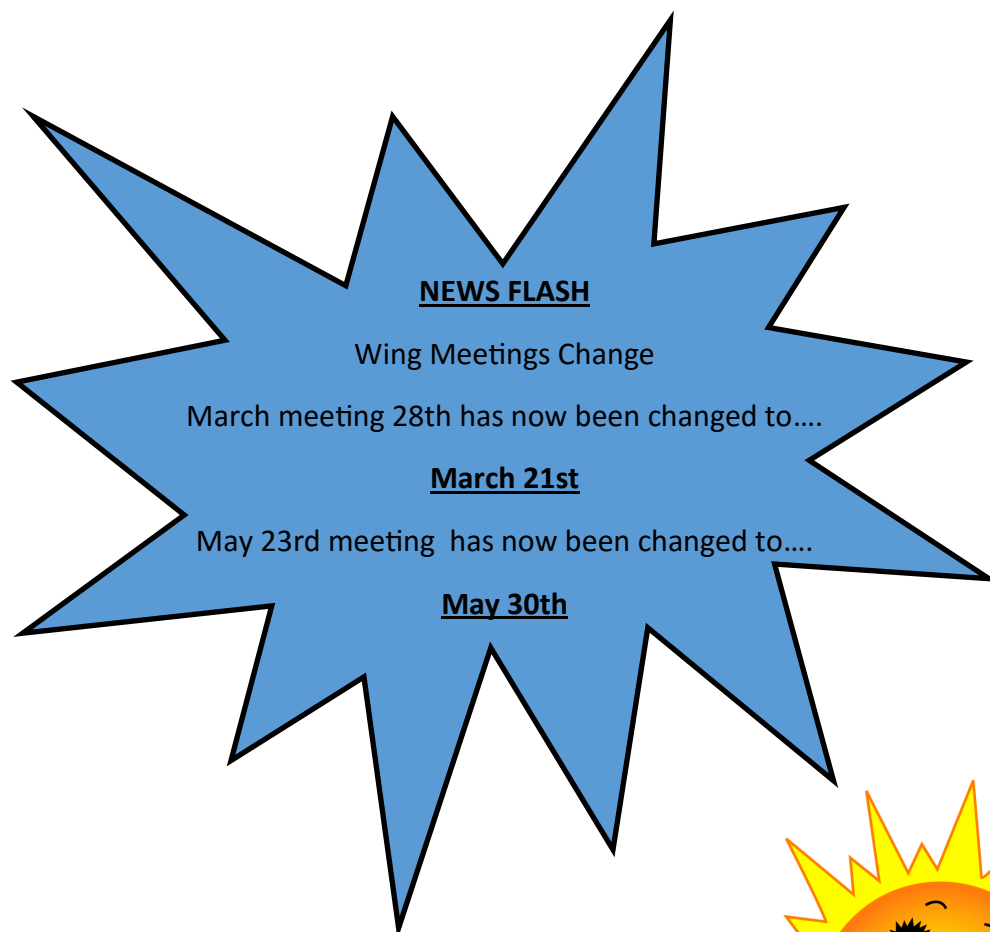 NEWS FLASH
Wing Meetings Change
March meeting 28th has now been changed to....
March 21st
May 23rd meeting  has now been changed to....
May 30th